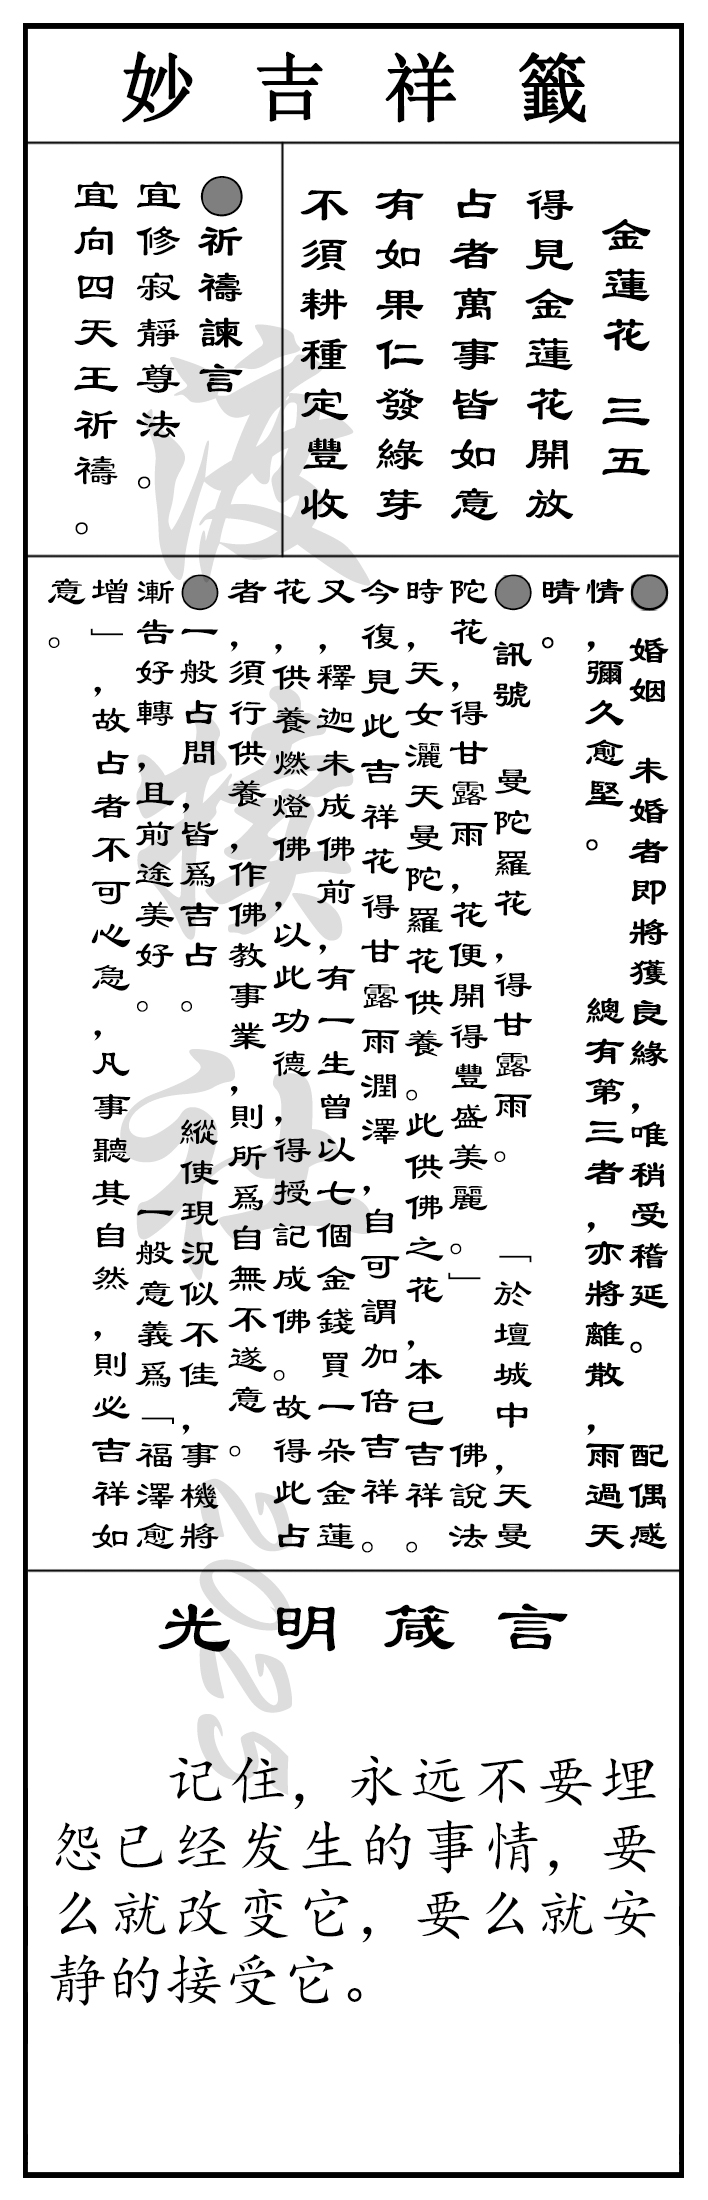 妙吉祥籤
金蓮花 三五
得見金蓮花開放
占者萬事皆如意
有如果仁發綠芽
不須耕種定豐收
●祈禱諫言
宜修寂靜尊法。
宜向四天王祈禱。
● 婚姻 未婚者即將獲良緣，唯稍受稽延。 配偶感
情，彌久愈堅。 總有第三者，亦將離散，雨過天
晴。
● 訊號 曼陀羅花，得甘露雨。 「於壇城中，天曼
陀花，得甘露雨，花便開得豐盛美麗。」 佛說法
時，天女灑天曼陀羅花供養。此供佛之花，本己吉祥。
今復見此吉祥花得甘露雨潤澤，自可謂加倍吉祥。
又，釋迦未成佛前，有一生曾以七個金錢買一朵金蓮
花，供養燃燈佛，以此功德，得授記成佛。故得此占
者，須行供養，作佛教事業，則所爲自無不遂意。
●一般占問，皆爲吉占。 縱使現況似不佳，事機將
漸告好轉，且前途美好。 一般意義爲「福澤愈
增」，故占者不可心急，凡事聽其自然，則必吉祥如
意。
光明箴言
记住，永远不要埋
怨已经发生的事情，要
么就改变它，要么就安
静的接受它。
渡 社 2025